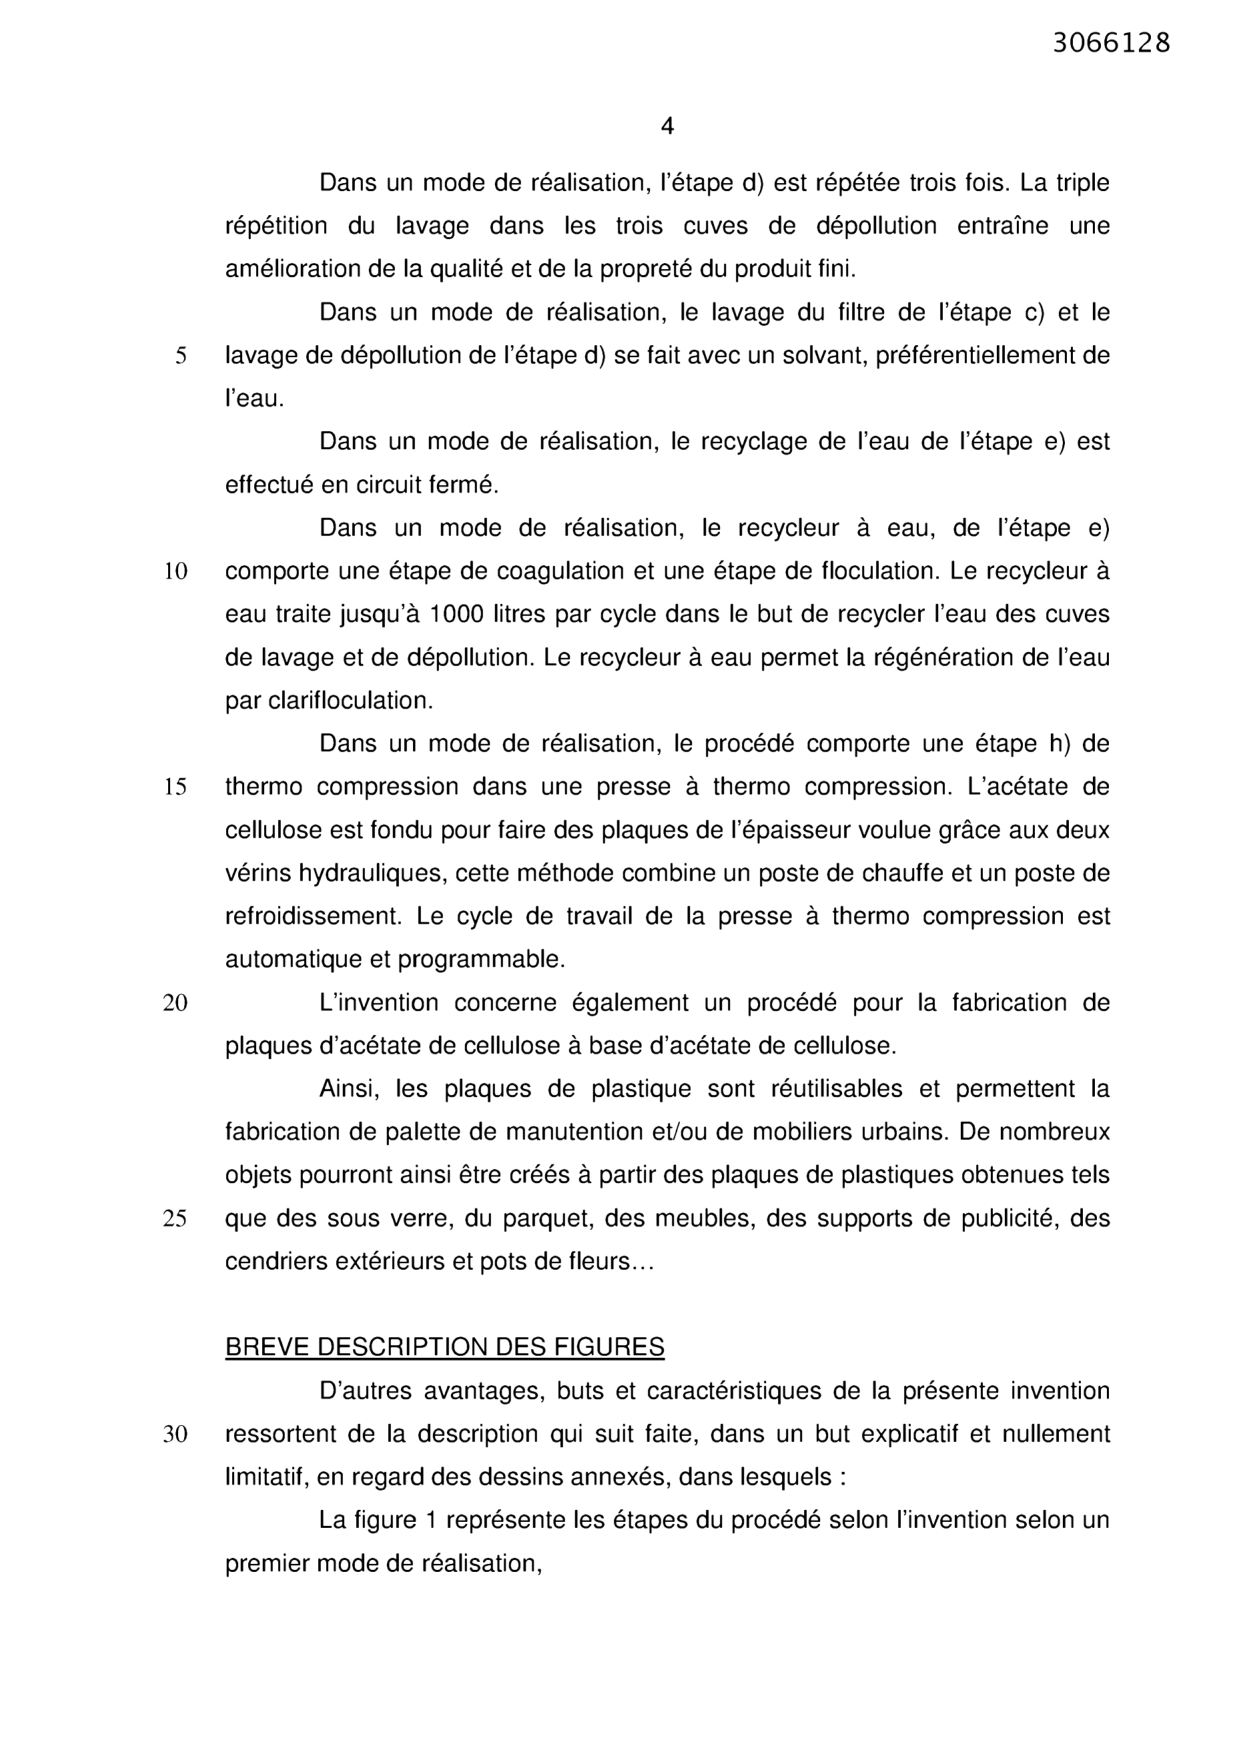 3066128
4
Dans un mode de réalisation, l'étape d) est répétée trois fois. La triple
répétition du lavage dans les trois cuves de dépollution entraîne une
amélioration de la qualité et de la propreté du produit fini.
Dans un mode de réalisation, le lavage du filtre de l'étape c) et le
5 lavage de dépollution de l'étape d) se fait avec un solvant, préférentiellement de
l'eau.
Dans un mode de réalisation, le recyclage de l'eau de l'étape e) est
effectué en circuit fermé.
Dans un mode de réalisation, le recycleur à eau, de l'étape e)
10 comporte une étape de coagulation et une étape de floculation. Le recycleur à
eau traite jusqu'à 1000 litres par cycle dans le but de recycler l'eau des cuves
de lavage et de dépollution. Le recycleur à eau permet la régénération de l'eau
par clarifloculation.
Dans un mode de réalisation, le procédé comporte une étape h) de
15 thermo compression dans une presse à thermo compression. L'acétate de
cellulose est fondu pour faire des plaques de l'épaisseur voulue grâce aux deux
vérins hydrauliques, cette méthode combine un poste de chauffe et un poste de
refroidissement. Le cycle de travail de la presse à thermo compression est
automatique et programmable.
20 L'invention concerne également un procédé pour la fabrication de
plaques d'acétate de cellulose à base d'acétate de cellulose.
Ainsi, les plaques de plastique sont réutilisables et permettent la
fabrication de palette de manutention et/ou de mobiliers urbains. De nombreux
objets pourront ainsi être créés à partir des plaques de plastiques obtenues tels
25 que des sous verre, du parquet, des meubles, des supports de publicité, des
cendriers extérieurs et pots de fleurs…
BREVE DESCRIPTION DES FIGURES
D'autres avantages, buts et caractéristiques de la présente invention
30 ressortent de la description qui suit faite, dans un but explicatif et nullement
limitatif, en regard des dessins annexés, dans lesquels :
La figure 1 représente les étapes du procédé selon l'invention selon un
premier mode de réalisation,